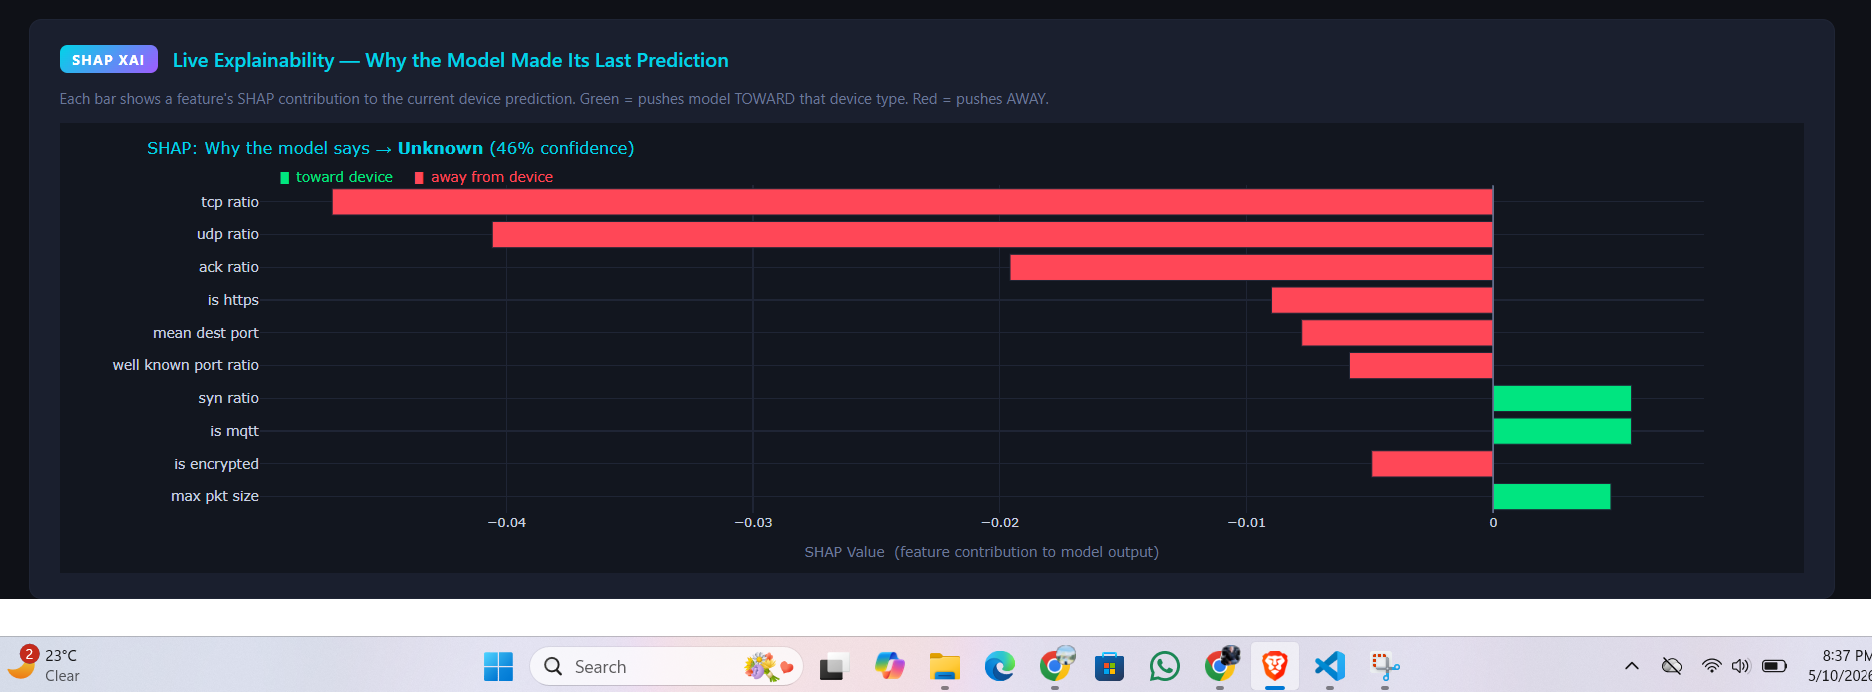 SHAP XAI Live Explainability — Why the Model Made Its Last Prediction
Each bar shows a feature's SHAP contribution to the current device prediction. Green = pushes model TOWARD that device type. Red = pushes AWAY.
SHAP: Why the model says → Unknown (46% confidence)
toward device away from device
tcp ratio
udp ratio
ack ratio
is https
mean dest port
well known port ratio
syn ratio
is mqtt
is encrypted
max pkt size
−0.04 −0.03 −0.02 −0.01 0
SHAP Value (feature contribution to model output)
2
23°C
Clear
Search
8:37 PM
5/10/202